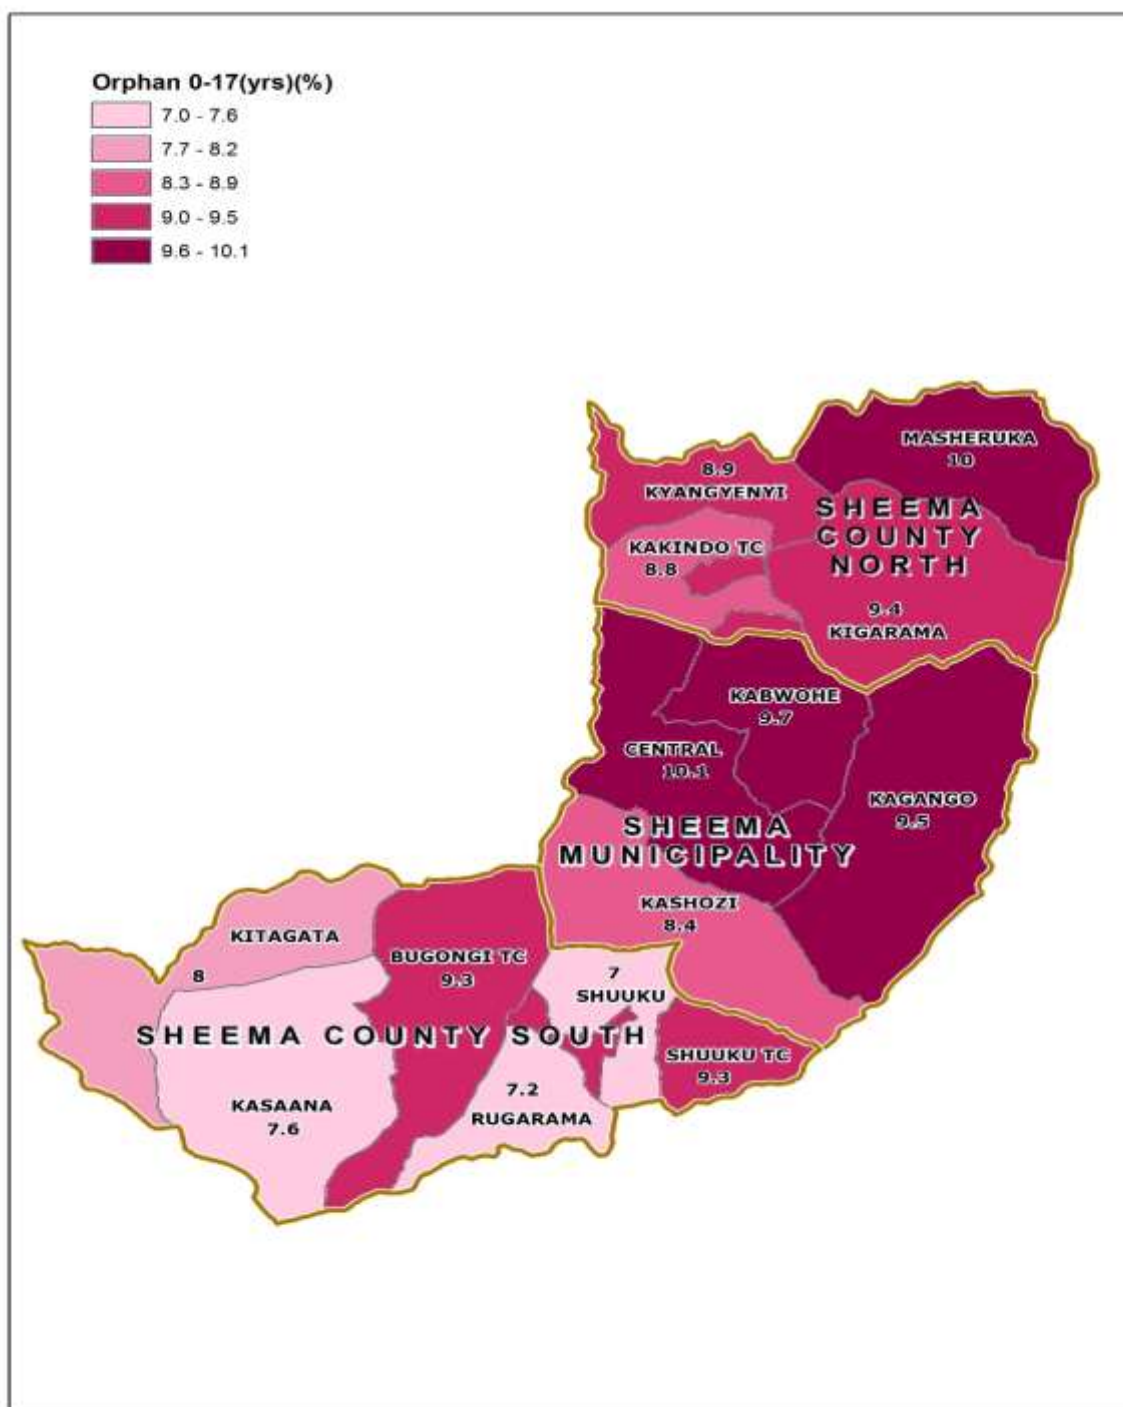 Orphan 0-17(yrs)(%)
7.0 - 7.6
7.7 - 8.2
8.3 - 8.9
9.0 - 9.5
9.6 - 10.1
MASHERUKA
10
8.9
KYANGYENYI
SHEEMA
COUNTY
NORTH
KAKINDO TC
8.8
9.4
KIGARAMA
KABWOHE
9.7
CENTRAL
10.1
KAGANGO
9.5
SHEEMA
MUNICIPALITY
KASHOZI
8.4
KITAGATA
8
BUGONGI TC
9.3
7
SHUUKU
SHEEMA COUNTY SOUTH
SHUUKU TC
9.3
KASAANA
7.6
7.2
RUGARAMA